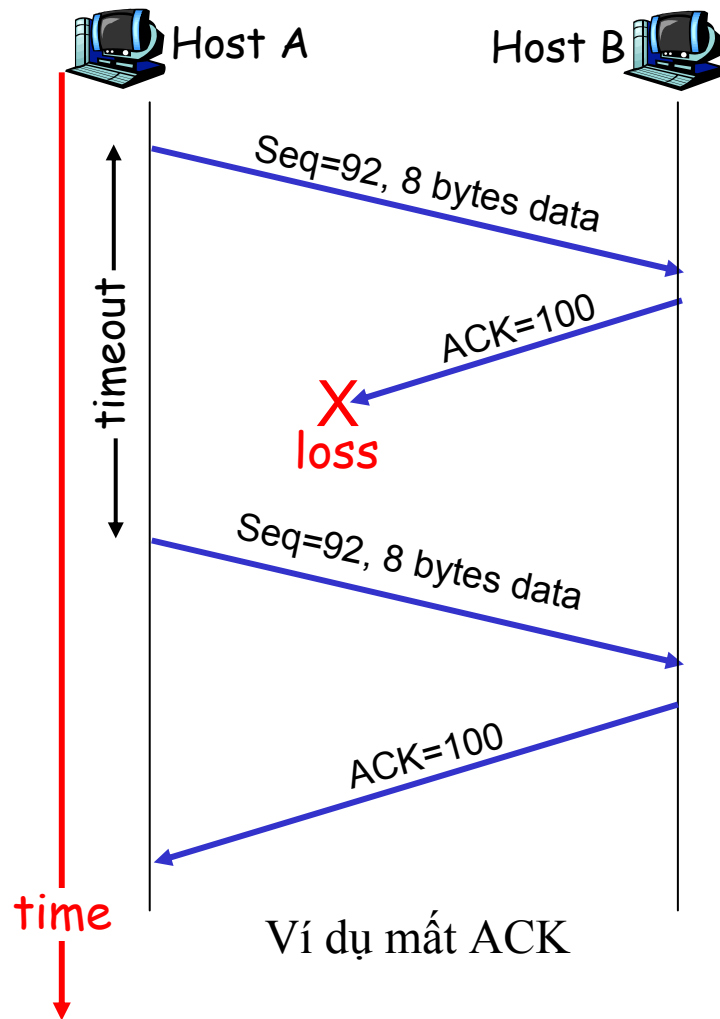 Host A
Host B
Seq=92, 8 bytes data
timeout
ACK=100
X
loss
Seq=92, 8 bytes data
ACK=100
time
Ví dụ mất ACK